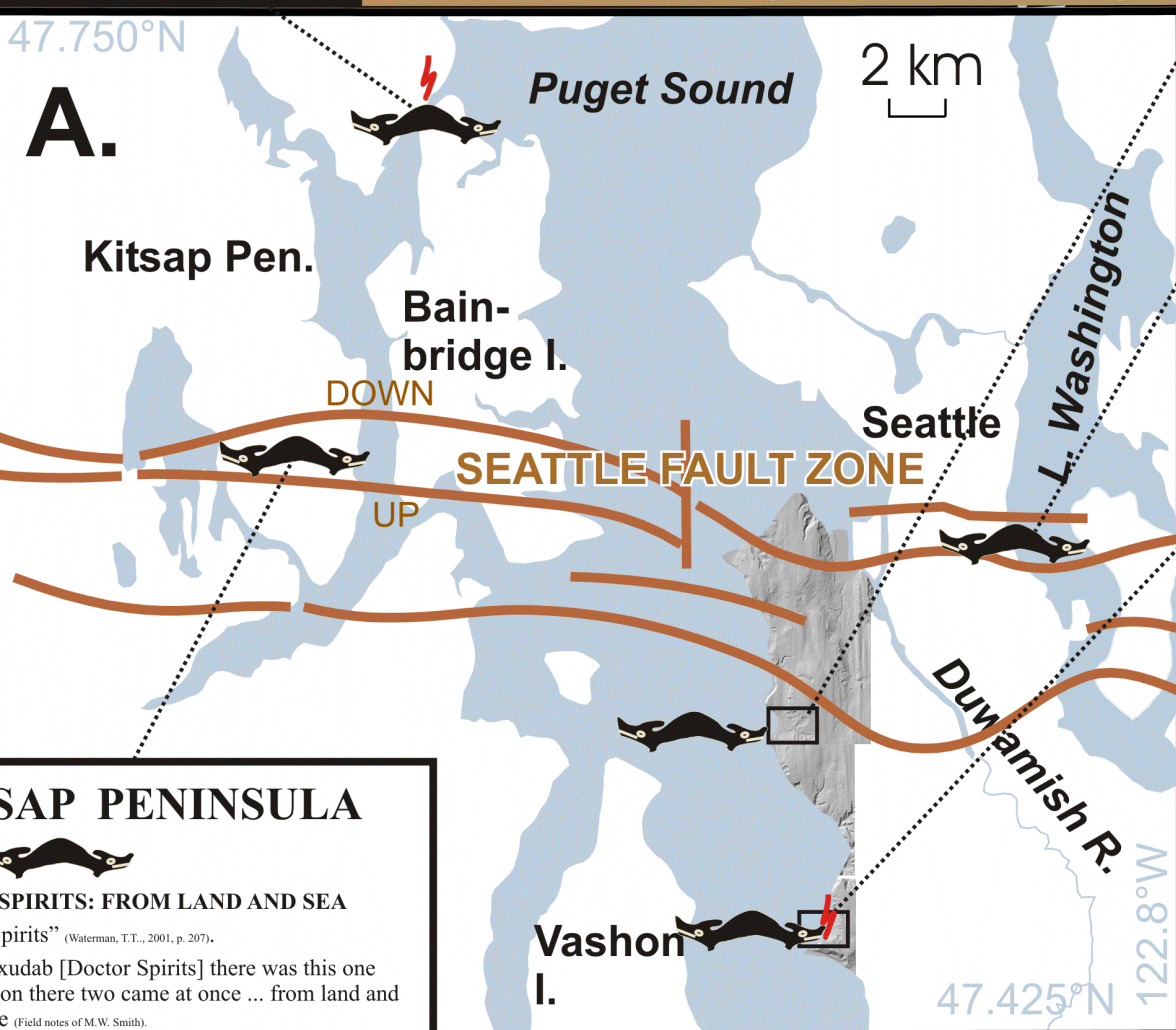 47.750°N
A.
Puget Sound
2 km
Kitsap Pen.
Bain-
bridge I.
L. Washington
DOWN
Seattle
SEATTLE FAULT ZONE
UP
Duwamish R.
SAP PENINSULA
SPIRITS: FROM LAND AND SEA
pirits” (Waterman, T.T.., 2001, p. 207).
xudab [Doctor Spirits] there was this one
on there two came at once ... from land and
e (Field notes of M.W. Smith).
Vashon
I.
122.8°W
47.425°N